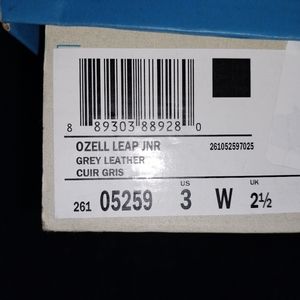 8 89303 88928 0
OZELL LEAP JNR 261052597025
GREY LEATHER
CUIR GRIS
US UK
261 05259 3 W 2½